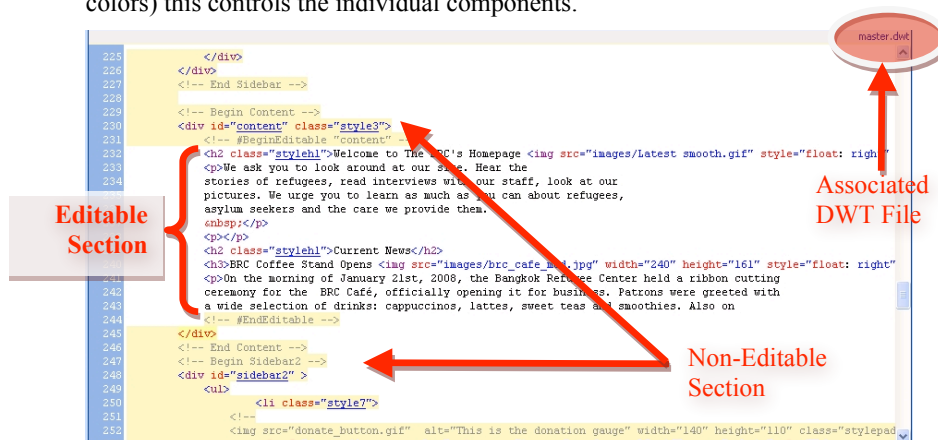 colors) this controls the individual components.
master.dwt
225 </div>
226 </div>
227 <!-- End Sidebar -->
228
229 <!-- Begin Content -->
230 <div id="content" class="style3">
231 <!-- #BeginEditable "content"
232 <h2 class="styleh1">Welcome to The BRC's Homepage <img src="images/Latest smooth.gif" style="float: right"
233 <p>We ask you to look around at our Hear the
234 stories of refugees, read interviews with our staff, look at our
pictures. We urge you to learn as much as you can about refugees,
asylum seekers and the care we provide them.
&nbsp;</p>
<p></p>
<h2 class="styleh1">Current News</h2>
<h3>BRC Coffee Stand Opens <img src="images/brc_cafe_ .jpg" width="240" height="161" style="float: right"
<p>On the morning of January 21st, 2008, the Bangkok Refugee Center held a ribbon cutting
242 ceremony for the BRC Café, officially opening it for business. Patrons were greeted with
243 a wide selection of drinks: cappuccinos, lattes, sweet teas and smoothies. Also on
244 <!-- #EndEditable -->
245 </div>
246 <!-- End Content -->
247 <!-- Begin Sidebar2 -->
248 <div id="sidebar2" >
249 <ul>
250 <li class="style7">
251 <!--
252 <img src="donate_button.gif" alt="This is the donation gauge" width="140" height="110" class="stylepad
Editable
Section
Associated
DWT File
Non-Editable
Section